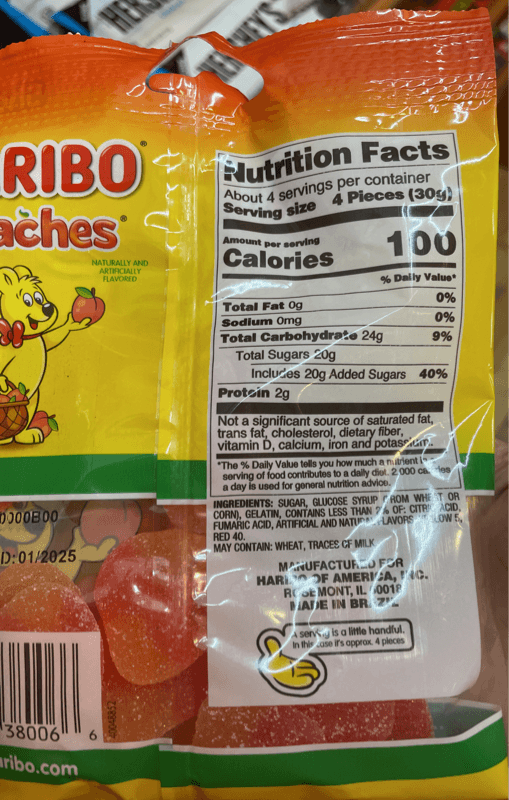 HERSHEY'S
RIBO
aches
NATURALLY AND
ARTIFICIALLY
FLAVORED
Nutrition Facts
About 4 servings per container
Serving size 4 Pieces (30g)
Amount per serving
Calories 100
% Daily Value*
Total Fat 0g 0%
Sodium 0mg 0%
Total Carbohydrate 24g 9%
Total Sugars 20g
Includes 20g Added Sugars 40%
Protein 2g
Not a significant source of saturated fat,
trans fat, cholesterol, dietary fiber,
vitamin D, calcium, iron and potassium.
*The % Daily Value tells you how much a nutrient in a
serving of food contributes to a daily diet. 2 000 calories
a day is used for general nutrition advice.
INGREDIENTS: SUGAR, GLUCOSE SYRUP (FROM WHEAT OR
CORN), GELATIN, CONTAINS LESS THAN 2% OF: CITRIC ACID,
FUMARIC ACID, ARTIFICIAL AND NATURAL FLAVORS, YELLOW 5,
RED 40.
MAY CONTAIN: WHEAT, TRACES OF MILK
MANUFACTURED FOR
HARIBO OF AMERICA, INC.
ROSEMONT, IL 60018
MADE IN BRAZIL
A serving is a little handful.
In this case it's approx. 4 pieces
0000B00
D:01/2025
38006 6
ribo.com